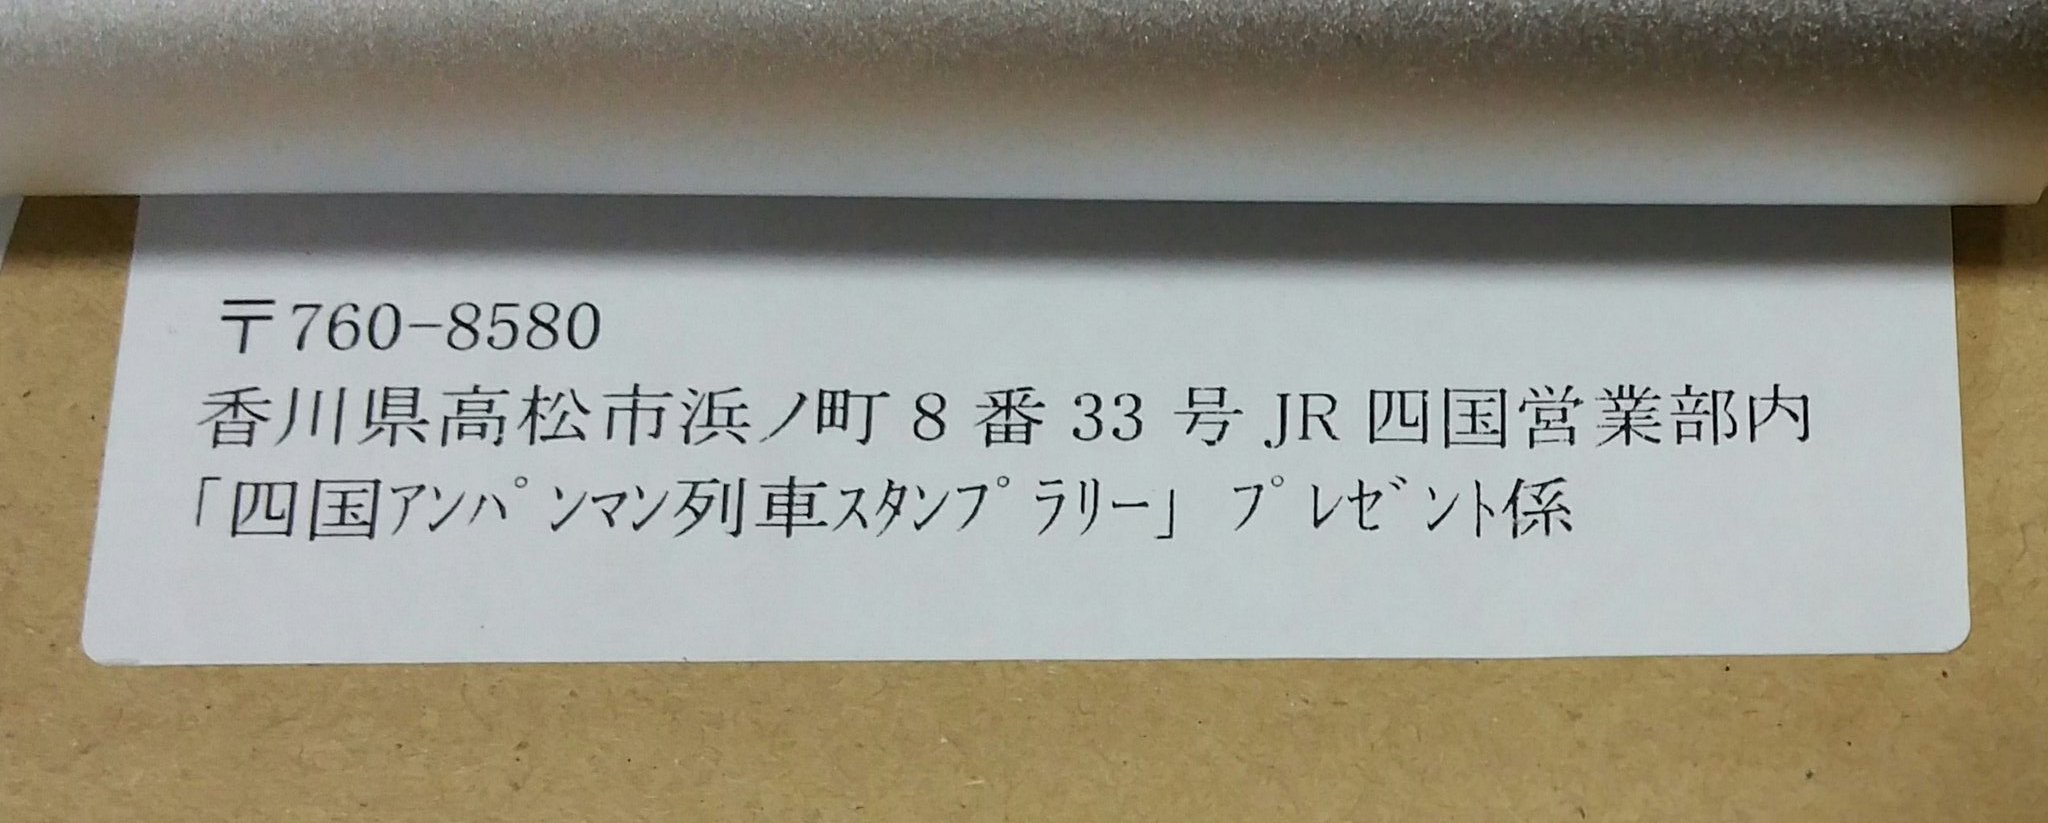 〒760-8580
香川県高松市浜ノ町 8 番 33 号 JR 四国営業部内
「四国ｱﾝﾊﾟﾝﾏﾝ列車ｽﾀﾝﾌﾟﾗﾘｰ」 ﾌﾟﾚｾﾞﾝﾄ係